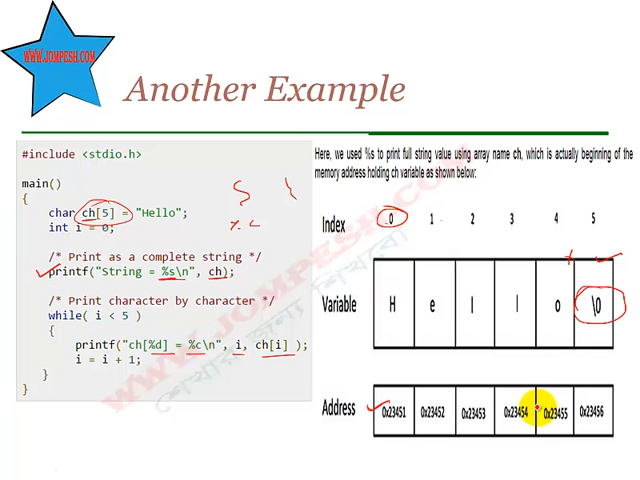 WWW.JOMPESH.COM
Another Example
#include <stdio.h>
main()
{
char ch[5] = "Hello";
int i = 0;
/* Print as a complete string */
printf("String = %s\n", ch);
/* Print character by character */
while( i < 5 )
{
printf("ch[%d] = %c\n", i, ch[i] );
i = i + 1;
}
}
S \
%c
Here, we used %s to print full string value using array name ch, which is actually beginning of the
memory address holding ch variable as shown below:
Index 0 1 2 3 4 5
Variable H e l l o \0
Address 0x23451 0x23452 0x23453 0x23454 0x23455 0x23456
WWW.JOMPESH.COM